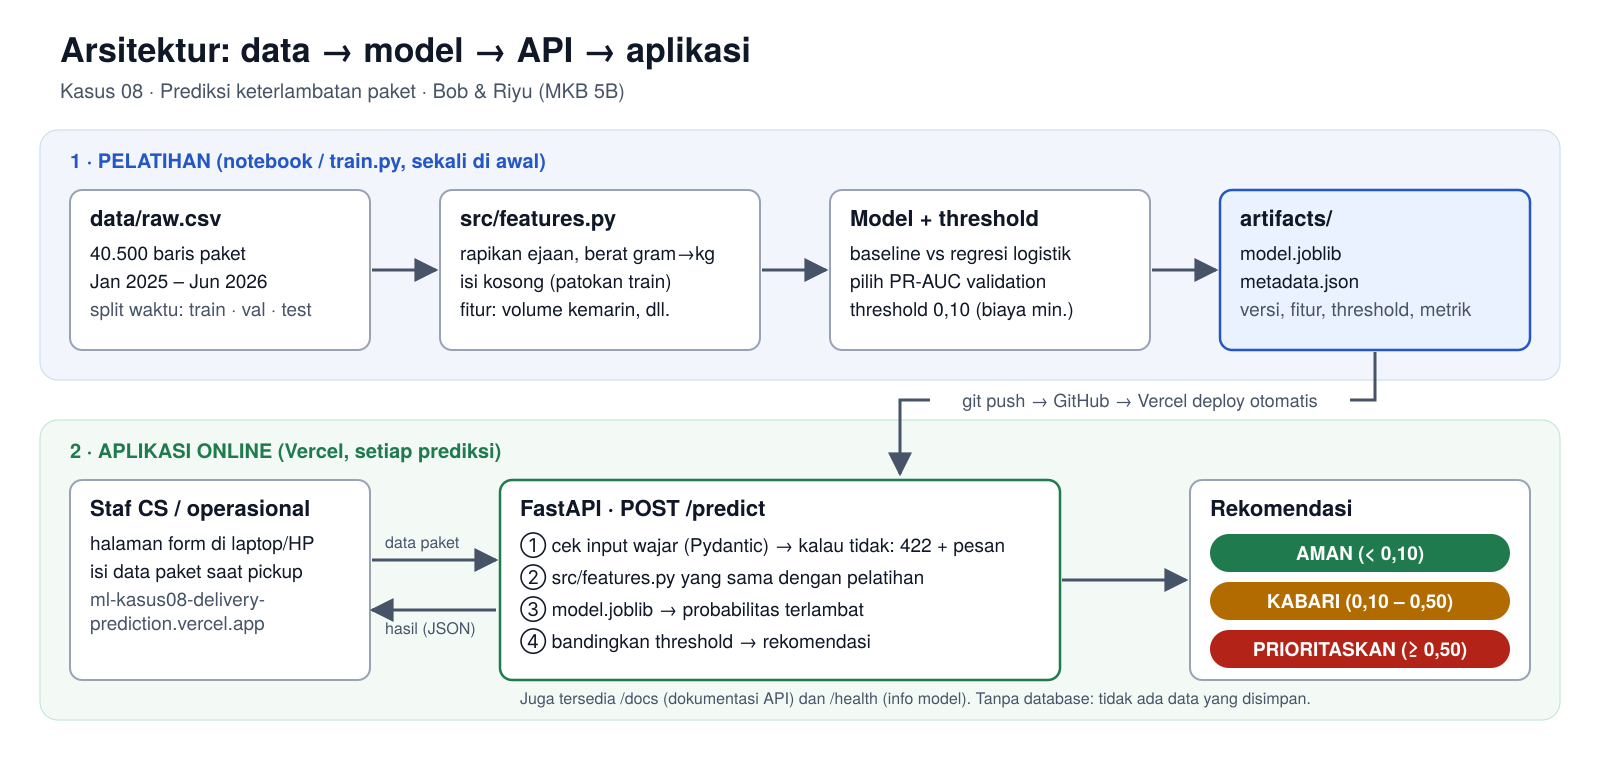 Arsitektur: data → model → API → aplikasi
Kasus 08 · Prediksi keterlambatan paket · Bob & Riyu (MKB 5B)
1 · PELATIHAN (notebook / train.py, sekali di awal)
data/raw.csv
40.500 baris paket
Jan 2025 – Jun 2026
split waktu: train · val · test
src/features.py
rapikan ejaan, berat gram→kg
isi kosong (patokan train)
fitur: volume kemarin, dll.
Model + threshold
baseline vs regresi logistik
pilih PR-AUC validation
threshold 0,10 (biaya min.)
artifacts/
model.joblib
metadata.json
versi, fitur, threshold, metrik
git push → GitHub → Vercel deploy otomatis
2 · APLIKASI ONLINE (Vercel, setiap prediksi)
Staf CS / operasional
halaman form di laptop/HP
isi data paket saat pickup
ml-kasus08-delivery-
prediction.vercel.app
data paket
hasil (JSON)
FastAPI · POST /predict
① cek input wajar (Pydantic) → kalau tidak: 422 + pesan
② src/features.py yang sama dengan pelatihan
③ model.joblib → probabilitas terlambat
④ bandingkan threshold → rekomendasi
Rekomendasi
AMAN (< 0,10)
KABARI (0,10 – 0,50)
PRIORITASKAN (≥ 0,50)
Juga tersedia /docs (dokumentasi API) dan /health (info model). Tanpa database: tidak ada data yang disimpan.